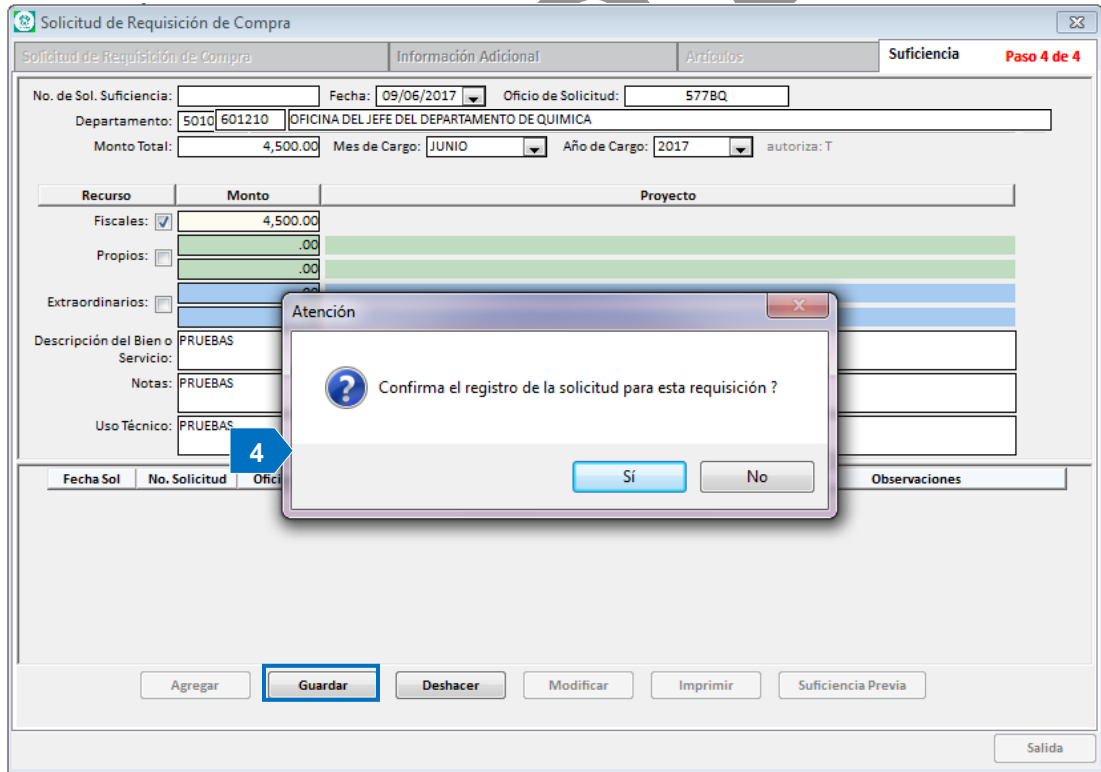 Solicitud de Requisición de Compra
Solicitud de Requisición de Compra Información Adicional Artículos Suficiencia Paso 4 de 4
No. de Sol. Suficiencia: Fecha: 09/06/2017 Oficio de Solicitud: 577BQ
Departamento: 5010 601210 OFICINA DEL JEFE DEL DEPARTAMENTO DE QUIMICA
Monto Total: 4,500.00 Mes de Cargo: JUNIO Año de Cargo: 2017 autoriza: T
Recurso Monto Proyecto
Fiscales: 4,500.00
.00
Propios:
.00
.00
Extraordinarios:
Atención
Descripción del Bien o Servicio: PRUEBAS
Notas: PRUEBAS
Confirma el registro de la solicitud para esta requisición ?
Uso Técnico: PRUEBAS
4
Sí No
Fecha Sol No. Solicitud Ofici Observaciones
Agregar Guardar Deshacer Modificar Imprimir Suficiencia Previa
Salida